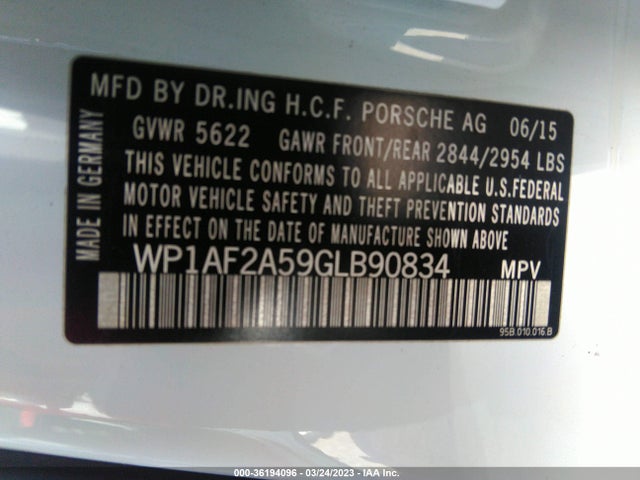 MFD BY DR.ING H.C.F. PORSCHE AG 06/15
GVWR 5622 GAWR FRONT/REAR 2844/2954 LBS
THIS VEHICLE CONFORMS TO ALL APPLICABLE U.S.FEDERAL
MOTOR VEHICLE SAFETY AND THEFT PREVENTION STANDARDS
IN EFFECT ON THE DATE OF MANUFACTURE SHOWN ABOVE
WP1AF2A59GLB90834 MPV
95B.010.016.B
MADE IN GERMANY
000-36194096 - 03/24/2023 - IAA Inc.